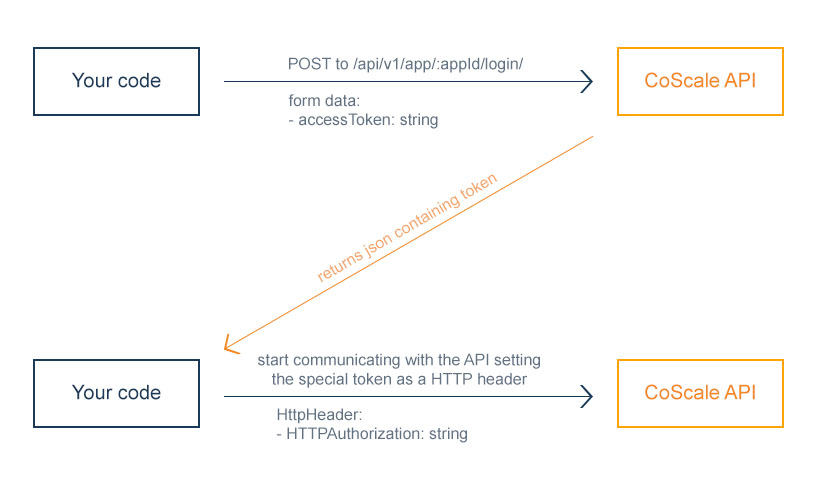 Your code
POST to /api/v1/app/:appId/login/
form data:
- accessToken: string
CoScale API
returns json containing token
Your code
start communicating with the API setting
the special token as a HTTP header
HttpHeader:
- HTTPAuthorization: string
CoScale API